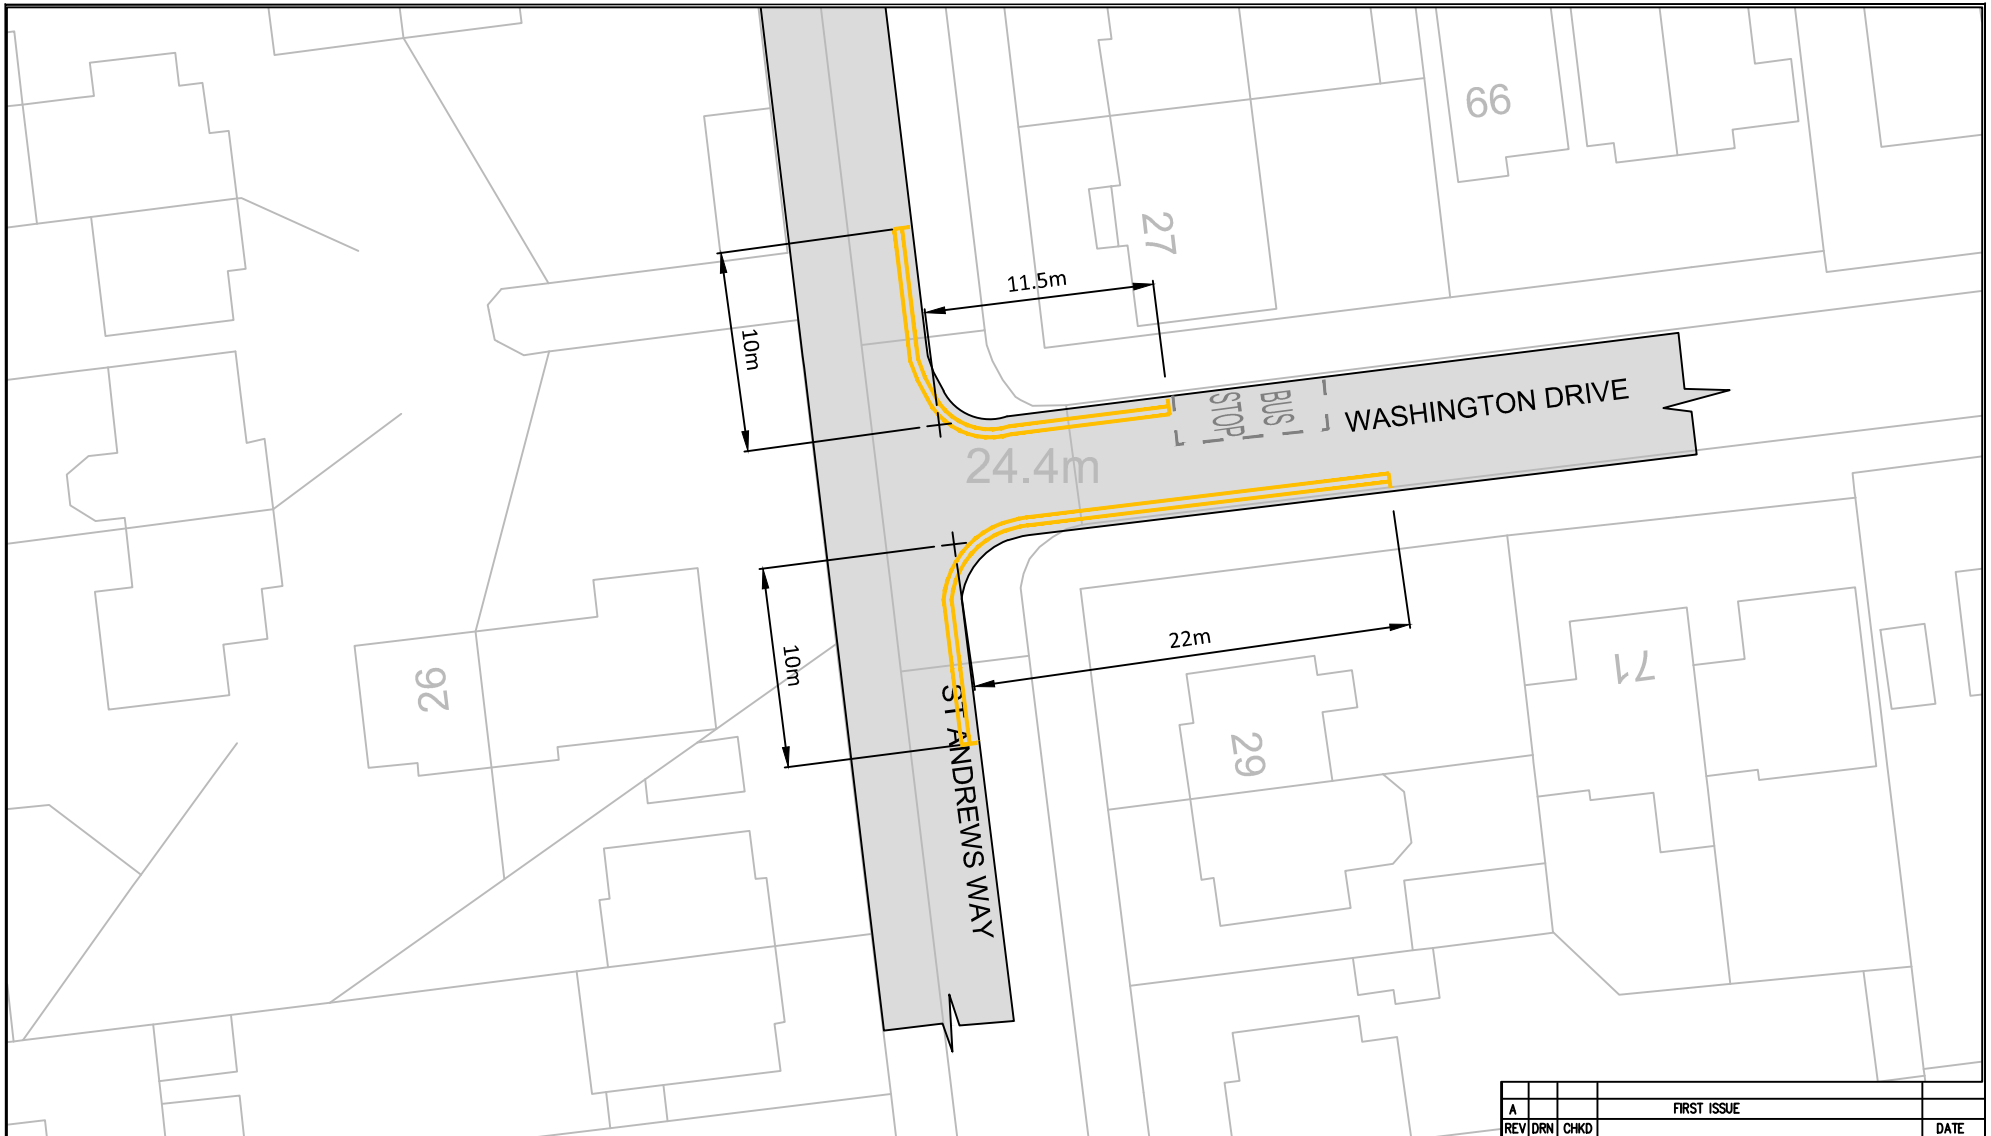 66
27
11.5m
10m
BUS
STOP
WASHINGTON DRIVE
24.4m
10m
22m
26
ST ANDREWS WAY
29
71
A FIRST ISSUE
REV DRN CHKD DATE